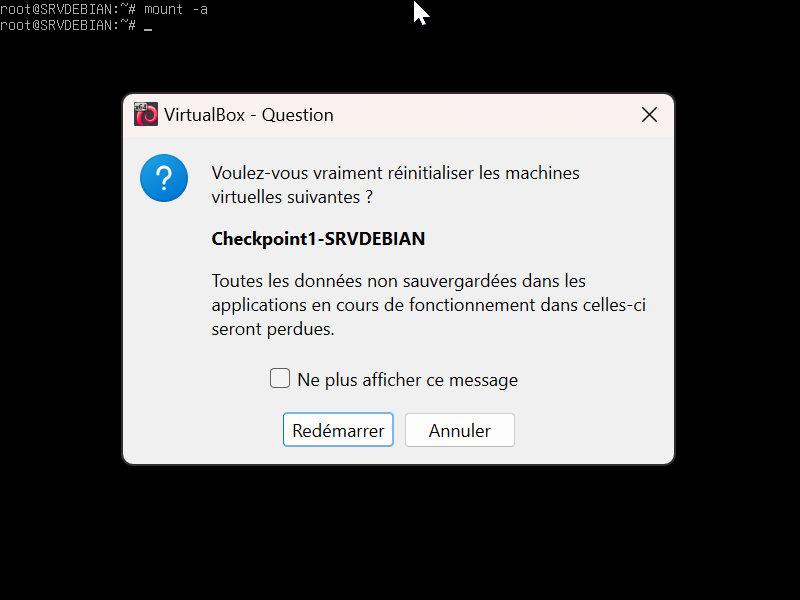 root@SRVDEBIAN:~# mount -a
root@SRVDEBIAN:~# _
VirtualBox - Question
Voulez-vous vraiment réinitialiser les machines
virtuelles suivantes ?
Checkpoint1-SRVDEBIAN
Toutes les données non sauvergardées dans les
applications en cours de fonctionnement dans celles-ci
seront perdues.
Ne plus afficher ce message
Redémarrer Annuler